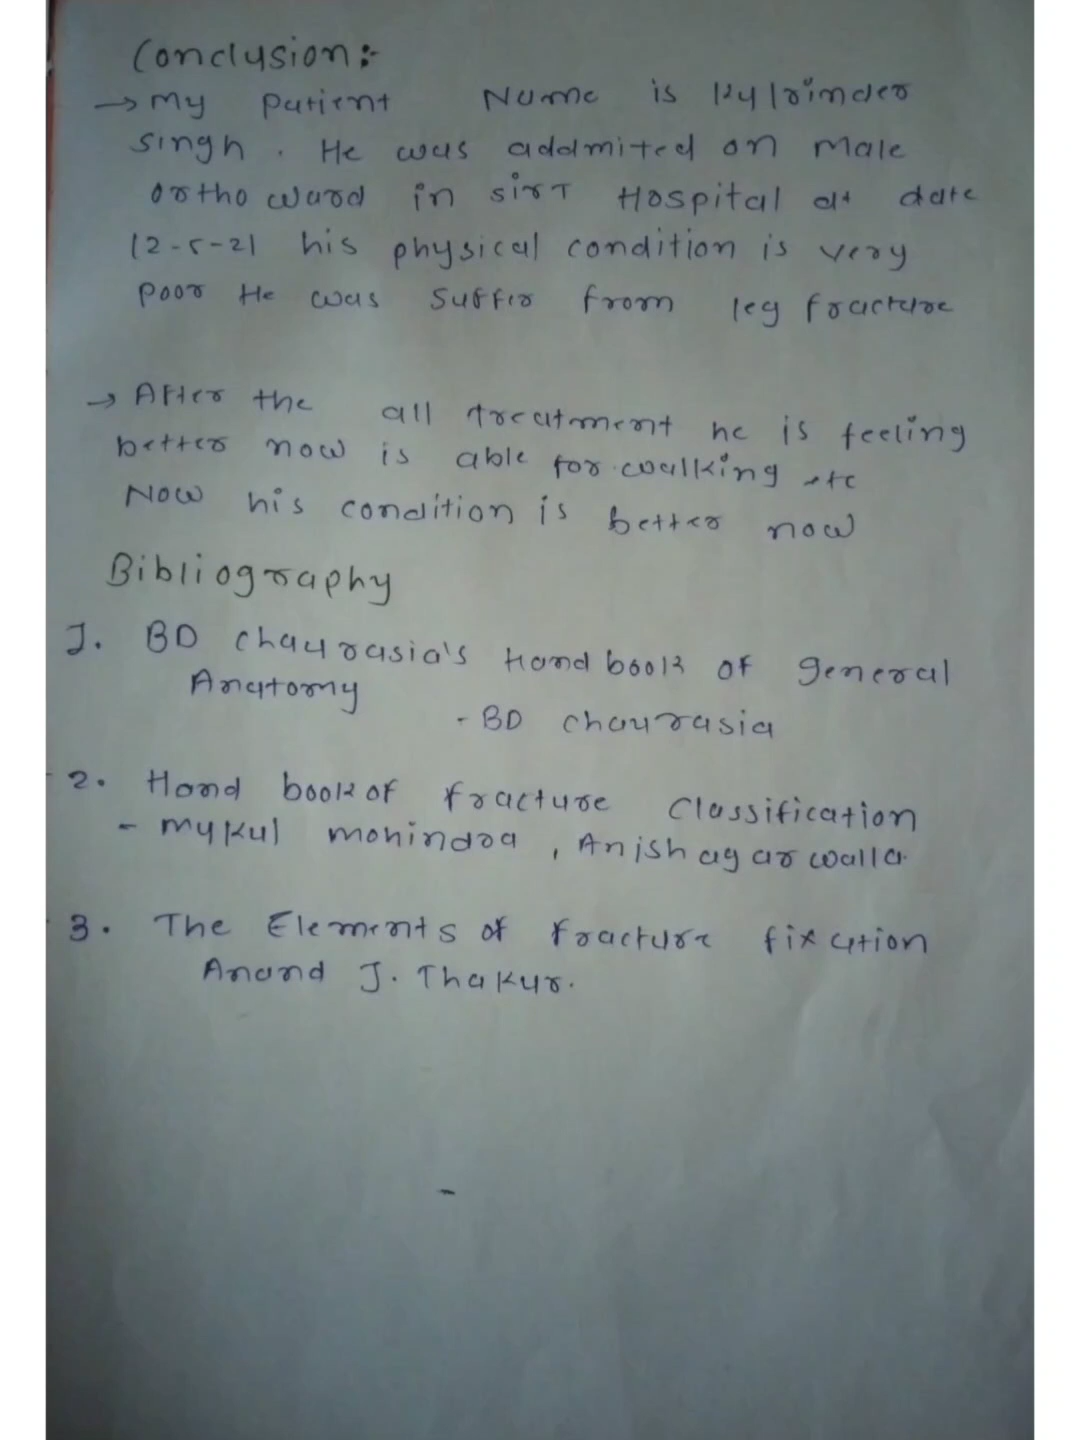 Conclusion:-
→ My patient Name is Kulrinder
singh. He was addmited on male
ortho ward in sirt Hospital at date
12-5-21 his physical condition is very
poor He was suffer from leg fracture
→ After the all treatment he is feeling
better now is able for walking etc
Now his condition is better now
Bibliography
1. BD chaurasia's Handbook of general
Anatomy
- BD chaurasia
2. Hand book of fracture Classification
- Mukul mohindra, Anish agarwalla.
3. The Elements of fracture fixation
Anand J. Thakur.